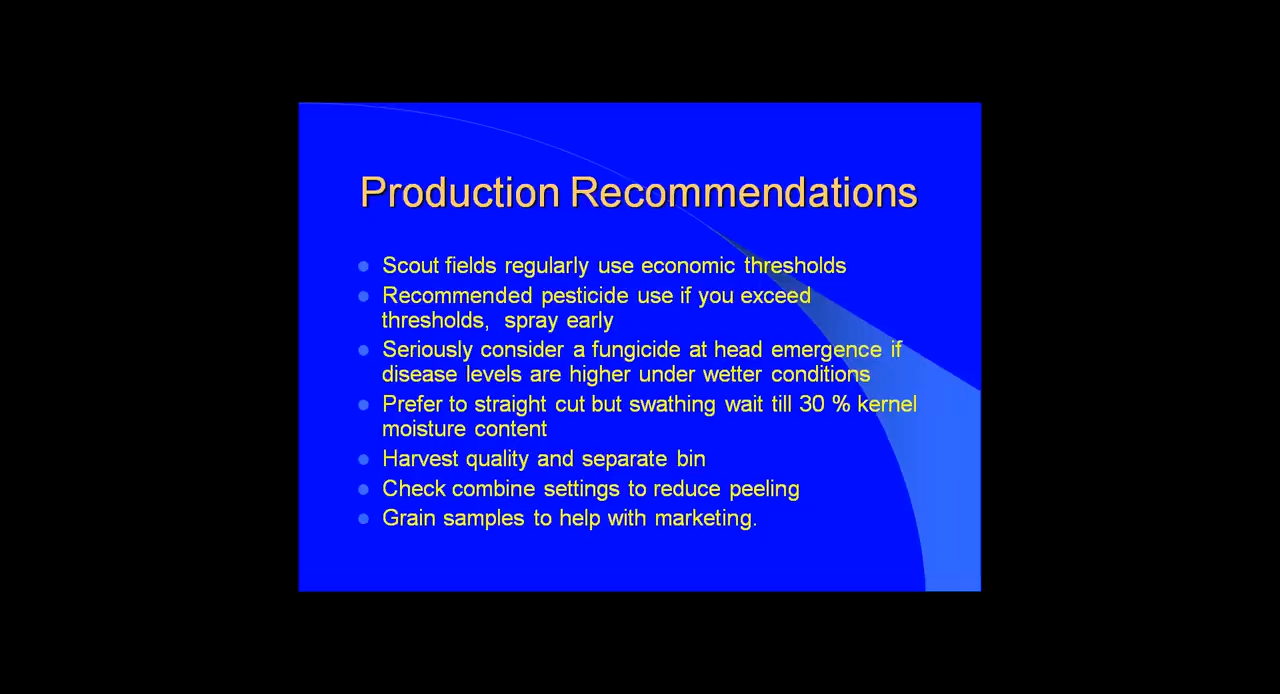 Production Recommendations
Scout fields regularly use economic thresholds
Recommended pesticide use if you exceed
thresholds, spray early
Seriously consider a fungicide at head emergence if
disease levels are higher under wetter conditions
Prefer to straight cut but swathing wait till 30 % kernel
moisture content
Harvest quality and separate bin
Check combine settings to reduce peeling
Grain samples to help with marketing.